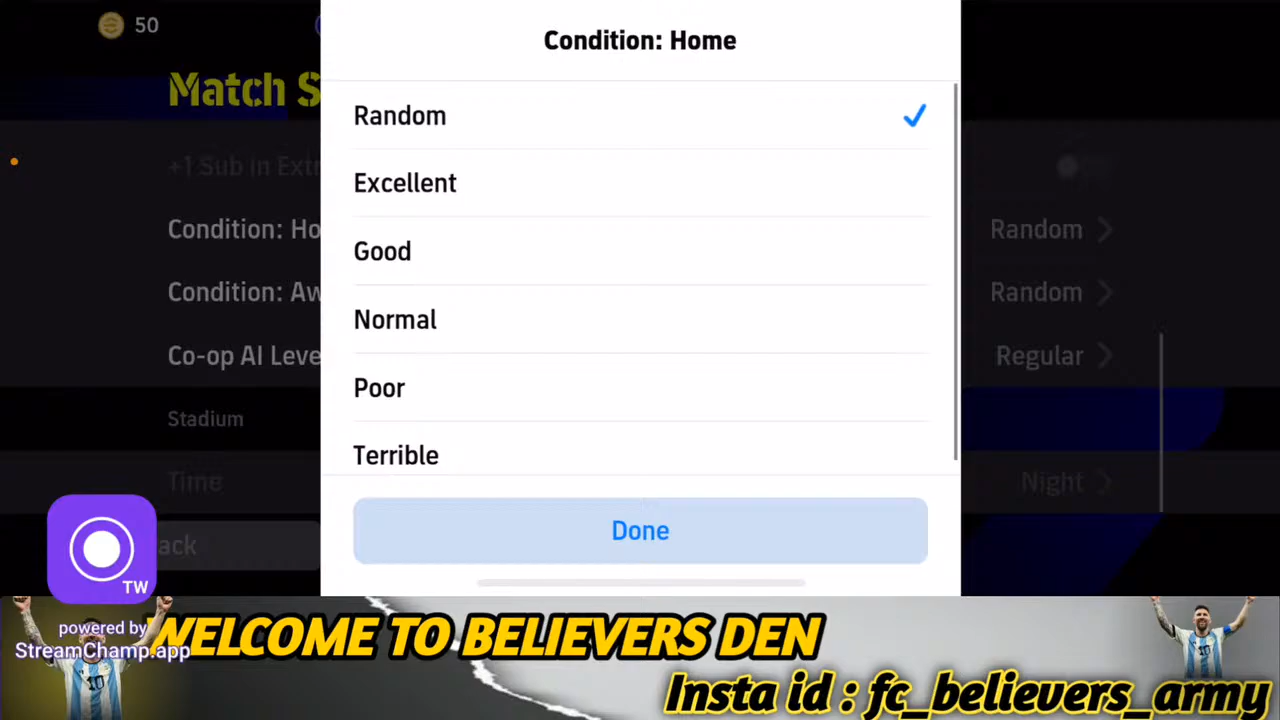 50
Condition: Home
Match S
Random
+1 Sub in Extr
Excellent
Condition: Ho
Random
Good
Condition: Aw
Random
Normal
Co-op AI Leve
Regular
Poor
Stadium
Terrible
Time
Night
Done
ack
TW
powered by
StreamChamp.app
WELCOME TO BELIEVERS DEN
Insta id : fc_believers_army
10